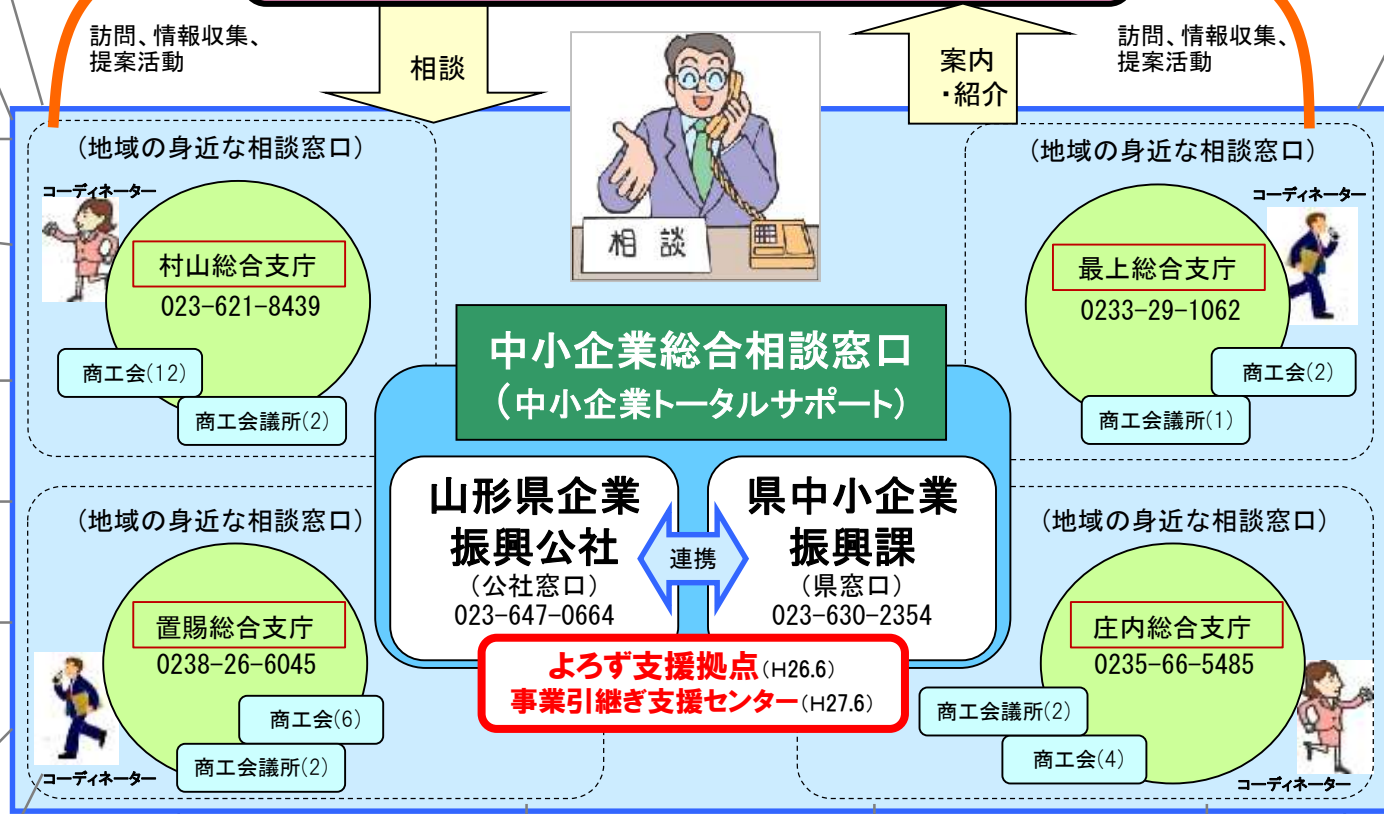 訪問、情報収集、
提案活動
相談
案内
・紹介
訪問、情報収集、
提案活動
相 談
(地域の身近な相談窓口)
コーディネーター
村山総合支庁
023-621-8439
商工会(12)
商工会議所(2)
(地域の身近な相談窓口)
コーディネーター
最上総合支庁
0233-29-1062
商工会(2)
商工会議所(1)
中小企業総合相談窓口
(中小企業トータルサポート)
山形県企業
振興公社
(公社窓口)
023-647-0664
連携
県中小企業
振興課
(県窓口)
023-630-2354
よろず支援拠点(H26.6)
事業引継ぎ支援センター(H27.6)
(地域の身近な相談窓口)
置賜総合支庁
0238-26-6045
商工会(6)
商工会議所(2)
コーディネーター
(地域の身近な相談窓口)
庄内総合支庁
0235-66-5485
商工会議所(2)
商工会(4)
コーディネーター